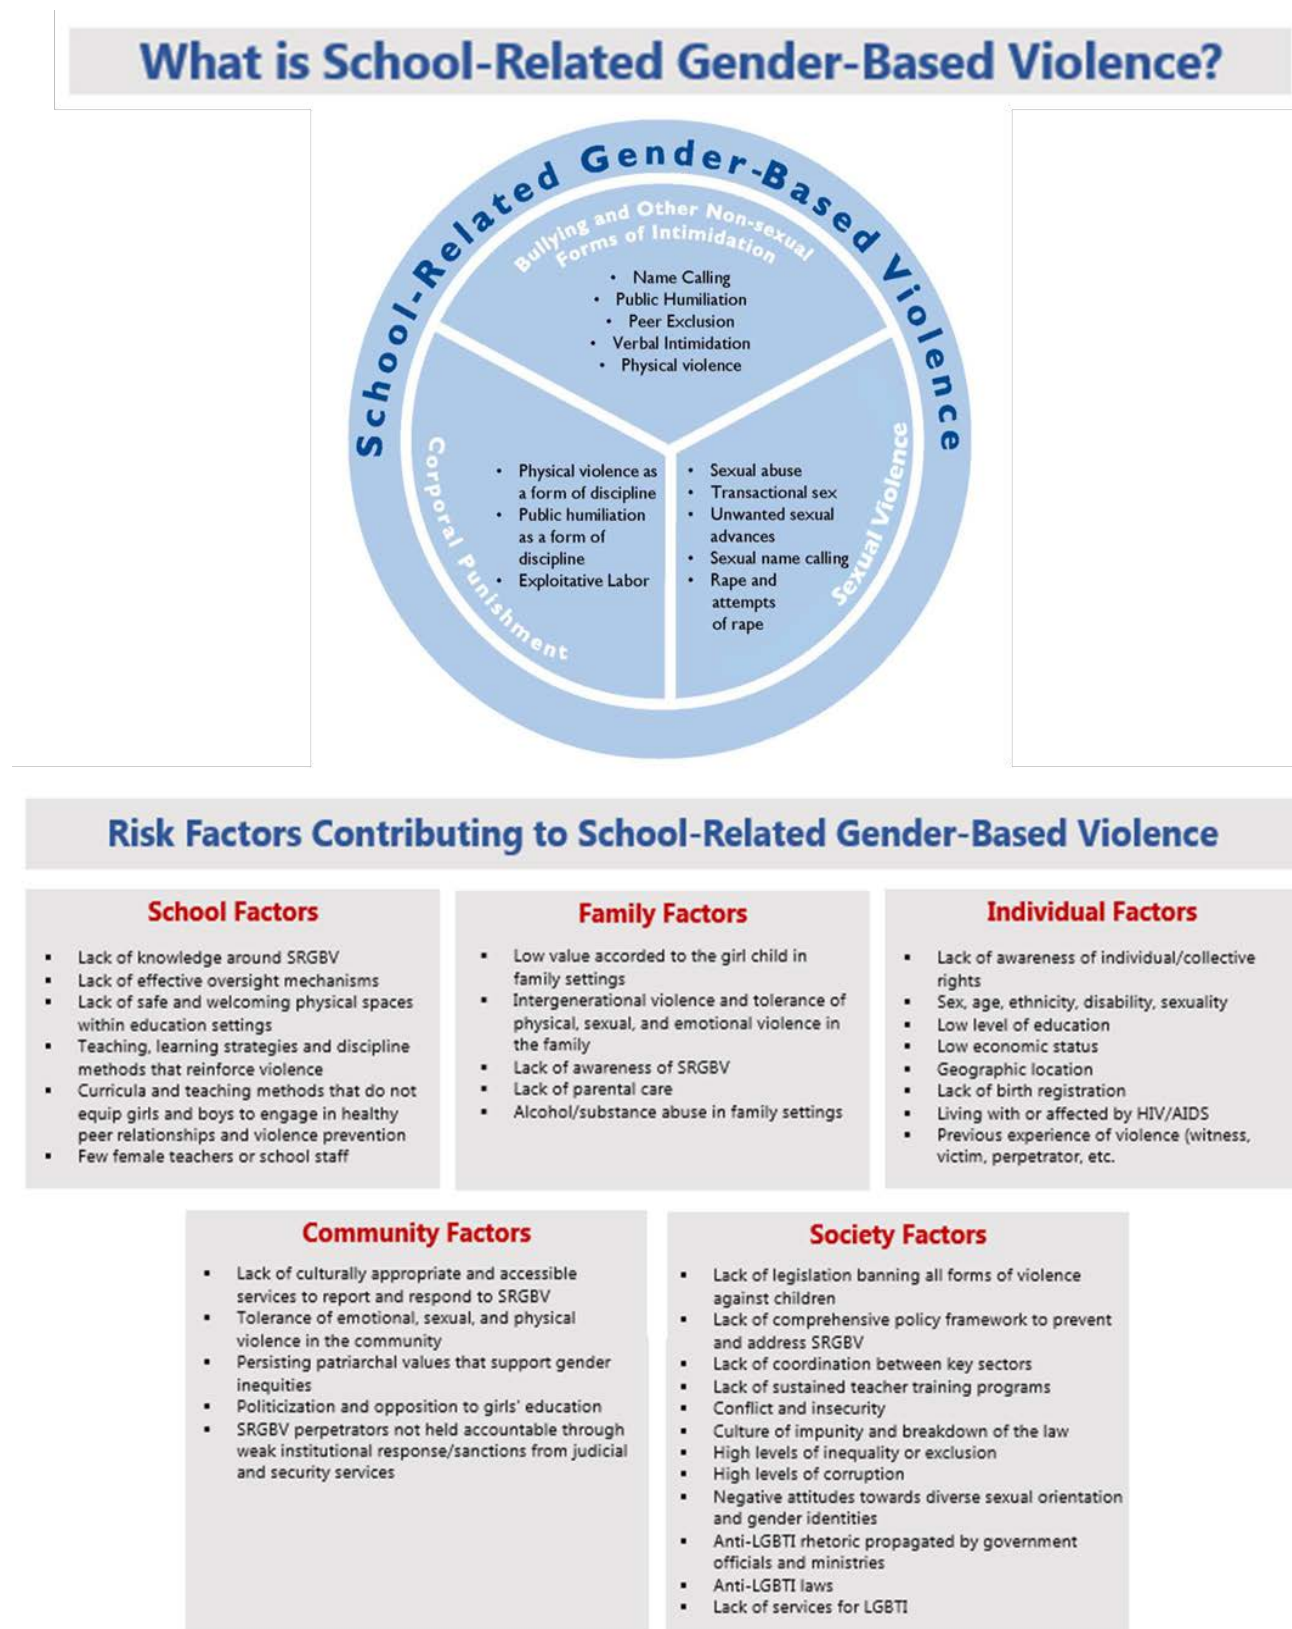 What is School-Related Gender-Based Violence?
School-Related Gender-Based Violence
Bullying and Other Non-sexual
Forms of Intimidation
• Name Calling
• Public Humiliation
• Peer Exclusion
• Verbal Intimidation
• Physical violence
Corporal Punishment
• Physical violence as
a form of discipline
• Public humiliation
as a form of
discipline
• Exploitative Labor
Sexual Violence
• Sexual abuse
• Transactional sex
• Unwanted sexual
advances
• Sexual name calling
• Rape and
attempts
of rape
Risk Factors Contributing to School-Related Gender-Based Violence
School Factors
▪ Lack of knowledge around SRGBV
▪ Lack of effective oversight mechanisms
▪ Lack of safe and welcoming physical spaces
within education settings
▪ Teaching, learning strategies and discipline
methods that reinforce violence
▪ Curricula and teaching methods that do not
equip girls and boys to engage in healthy
peer relationships and violence prevention
▪ Few female teachers or school staff
Family Factors
▪ Low value accorded to the girl child in
family settings
▪ Intergenerational violence and tolerance of
physical, sexual, and emotional violence in
the family
▪ Lack of awareness of SRGBV
▪ Lack of parental care
▪ Alcohol/substance abuse in family settings
Individual Factors
▪ Lack of awareness of individual/collective
rights
▪ Sex, age, ethnicity, disability, sexuality
▪ Low level of education
▪ Low economic status
▪ Geographic location
▪ Lack of birth registration
▪ Living with or affected by HIV/AIDS
▪ Previous experience of violence (witness,
victim, perpetrator, etc.
Community Factors
▪ Lack of culturally appropriate and accessible
services to report and respond to SRGBV
▪ Tolerance of emotional, sexual, and physical
violence in the community
▪ Persisting patriarchal values that support gender
inequities
▪ Politicization and opposition to girls' education
▪ SRGBV perpetrators not held accountable through
weak institutional response/sanctions from judicial
and security services
Society Factors
▪ Lack of legislation banning all forms of violence
against children
▪ Lack of comprehensive policy framework to prevent
and address SRGBV
▪ Lack of coordination between key sectors
▪ Lack of sustained teacher training programs
▪ Conflict and insecurity
▪ Culture of impunity and breakdown of the law
▪ High levels of inequality or exclusion
▪ High levels of corruption
▪ Negative attitudes towards diverse sexual orientation
and gender identities
▪ Anti-LGBTI rhetoric propagated by government
officials and ministries
▪ Anti-LGBTI laws
▪ Lack of services for LGBTI